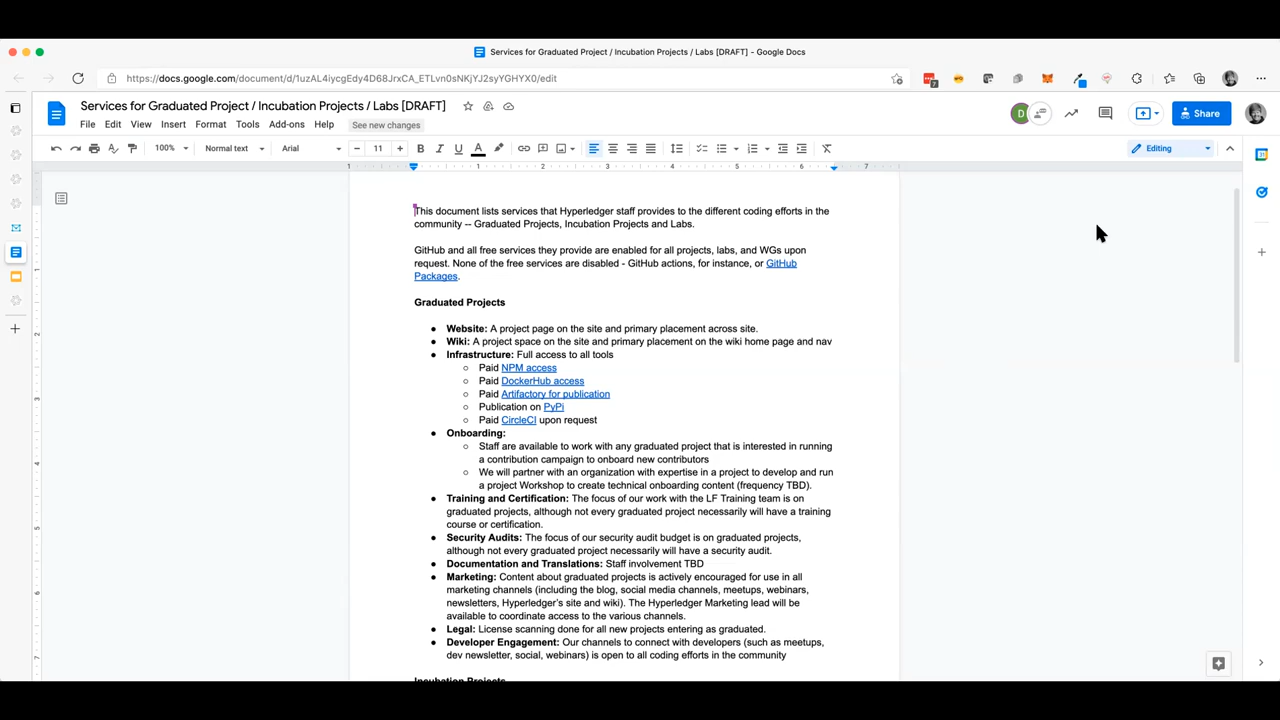 Services for Graduated Project / Incubation Projects / Labs [DRAFT] - Google Docs
https://docs.google.com/document/d/1uzAL4iycgEdy4D68JrxCA_ETLvn0sNKjYJ2syYGHYX0/edit
7
Services for Graduated Project / Incubation Projects / Labs [DRAFT]
File Edit View Insert Format Tools Add-ons Help See new changes
D
Share
100% Normal text Arial 11 B I U A
Editing
1 1 2 3 4 5 6 7
This document lists services that Hyperledger staff provides to the different coding efforts in the
community -- Graduated Projects, Incubation Projects and Labs.
GitHub and all free services they provide are enabled for all projects, labs, and WGs upon
request. None of the free services are disabled - GitHub actions, for instance, or GitHub
Packages.
Graduated Projects
● Website: A project page on the site and primary placement across site.
● Wiki: A project space on the site and primary placement on the wiki home page and nav
● Infrastructure: Full access to all tools
○ Paid NPM access
○ Paid DockerHub access
○ Paid Artifactory for publication
○ Publication on PyPi
○ Paid CircleCI upon request
● Onboarding:
○ Staff are available to work with any graduated project that is interested in running
a contribution campaign to onboard new contributors
○ We will partner with an organization with expertise in a project to develop and run
a project Workshop to create technical onboarding content (frequency TBD).
● Training and Certification: The focus of our work with the LF Training team is on
graduated projects, although not every graduated project necessarily will have a training
course or certification.
● Security Audits: The focus of our security audit budget is on graduated projects,
although not every graduated project necessarily will have a security audit.
● Documentation and Translations: Staff involvement TBD
● Marketing: Content about graduated projects is actively encouraged for use in all
marketing channels (including the blog, social media channels, meetups, webinars,
newsletters, Hyperledger's site and wiki). The Hyperledger Marketing lead will be
available to coordinate access to the various channels.
● Legal: License scanning done for all new projects entering as graduated.
● Developer Engagement: Our channels to connect with developers (such as meetups,
dev newsletter, social, webinars) is open to all coding efforts in the community
Incubation Projects